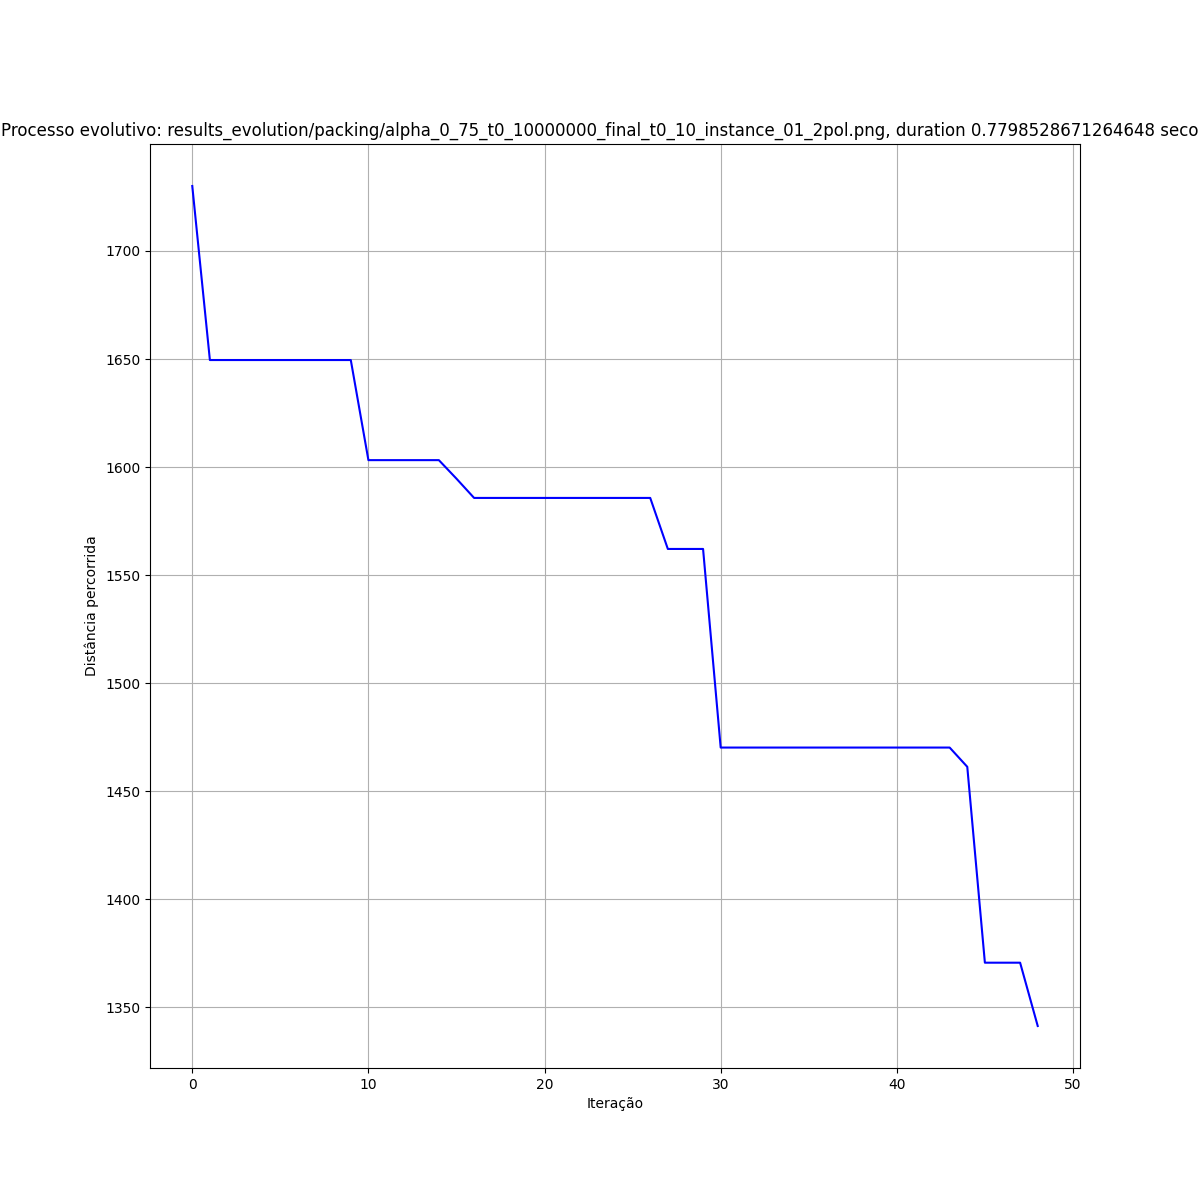 Processo evolutivo: results_evolution/packing/alpha_0_75_t0_10000000_final_t0_10_instance_01_2pol.png, duration 0.7798528671264648 seco
1700
1650
1600
1550
1500
1450
1400
1350
Distância percorrida
0 10 20 30 40 50
Iteração